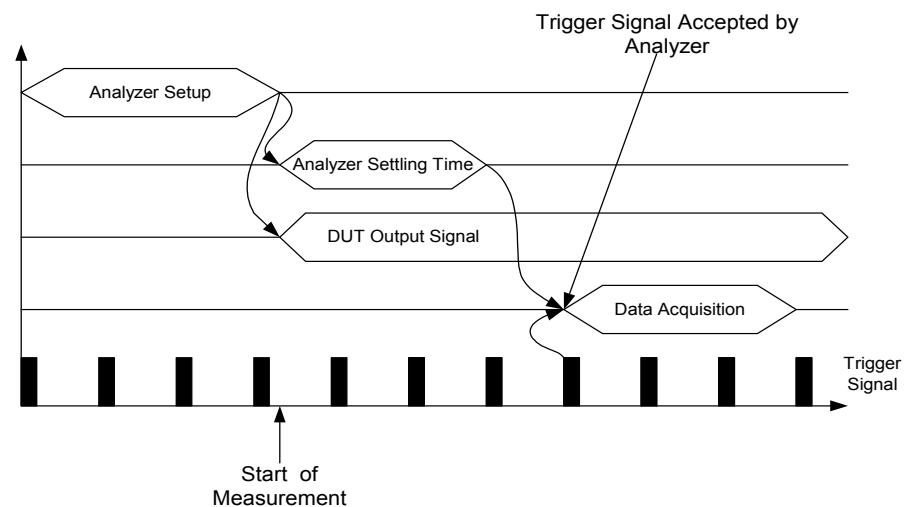 Trigger Signal Accepted by
Analyzer
Analyzer Setup
Analyzer Settling Time
DUT Output Signal
Data Acquisition
Trigger
Signal
Start of
Measurement